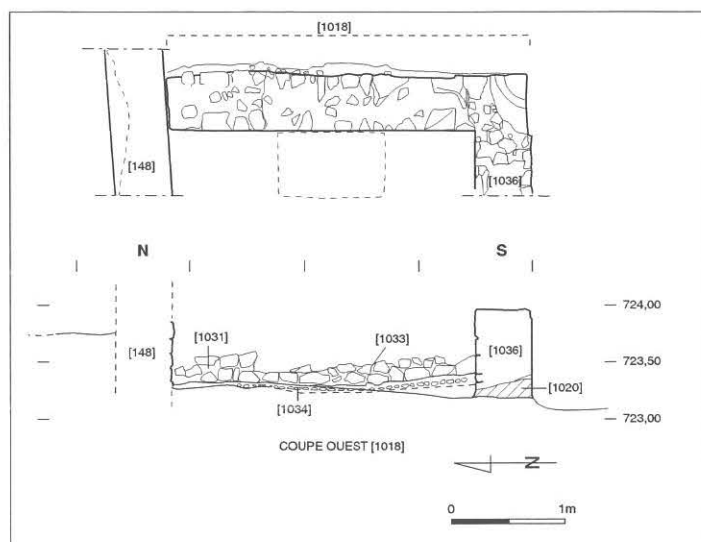 [1018]
[148]
[1036]
N
S
724,00
[1031]
[1033]
[148]
[1036]
723,50
[1020]
[1034]
723,00
COUPE OUEST [1018]
N
0
1m